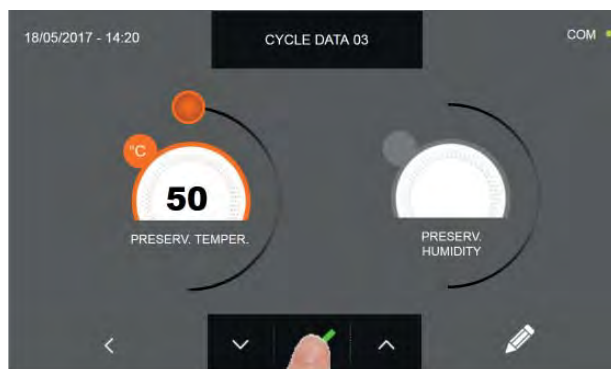 18/05/2017 - 14:20
CYCLE DATA 03
COM
°C
50
PRESERV. TEMPER.
PRESERV.
HUMIDITY